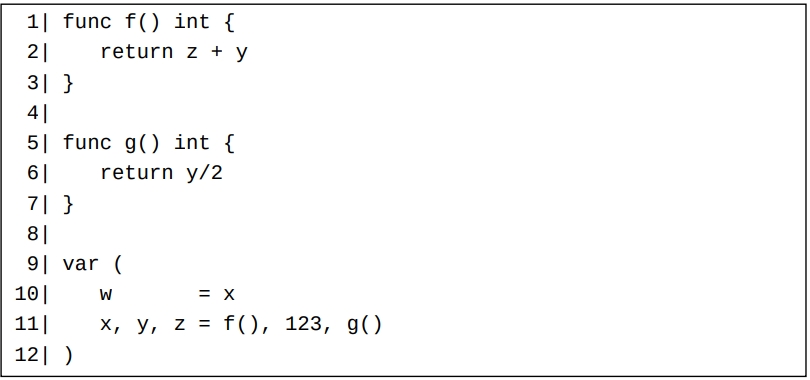 1| func f() int {
2|    return z + y
3| }
4|
5| func g() int {
6|    return y/2
7| }
8|
9| var (
10|    w       = x
11|    x, y, z = f(), 123, g()
12| )